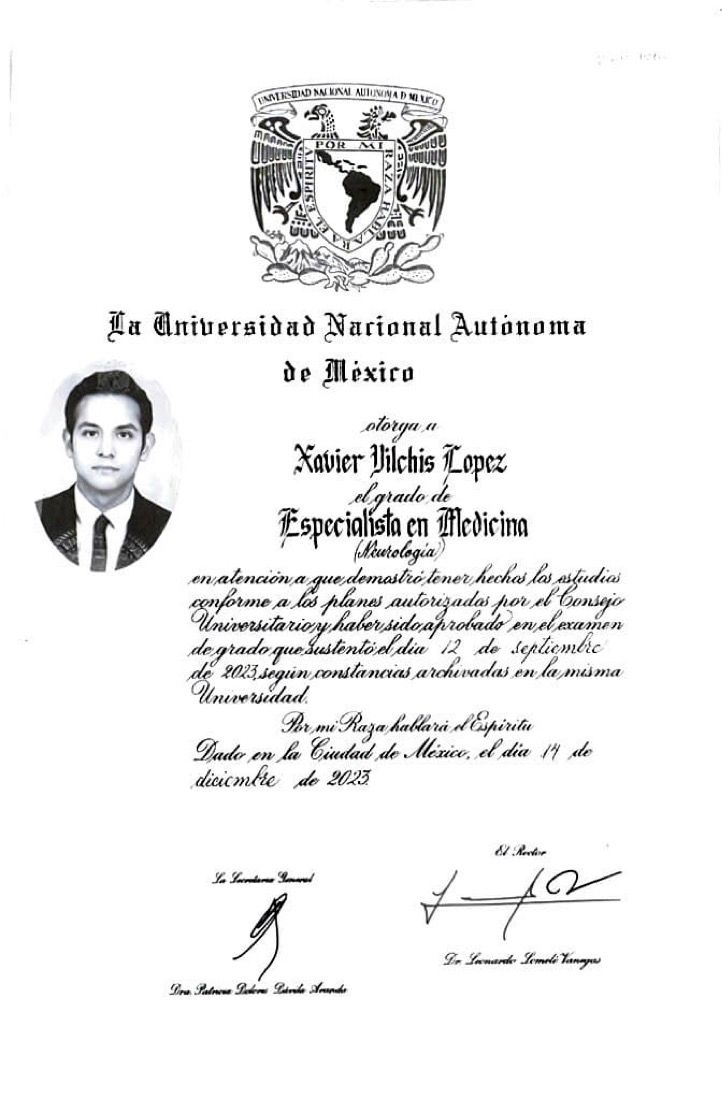 UNIVERSIDAD NACIONAL AUTONOMA D MEXICO
POR MI RAZA HABLARA EL ESPIRITU
La Universidad Nacional Autónoma
de México
otorga a
Xavier Vilchis Lopez
el grado de
Especialista en Medicina
(Neurología)
en atención a que demostró tener hechos los estudios
conforme a los planes autorizados por el Consejo
Universitario y haber sido aprobado en el examen
de grado que sustentó el día 12 de septiembre
de 2023, según constancias archivadas en la misma
Universidad.
Por mi Raza hablará el Espíritu
Dado en la Ciudad de México, el día 14 de
diciembre de 2023.
El Rector
La Secretaria General
Dr. Leonardo Lomelí Vanegas
Dra. Patricia Dolores Dávila Aranda